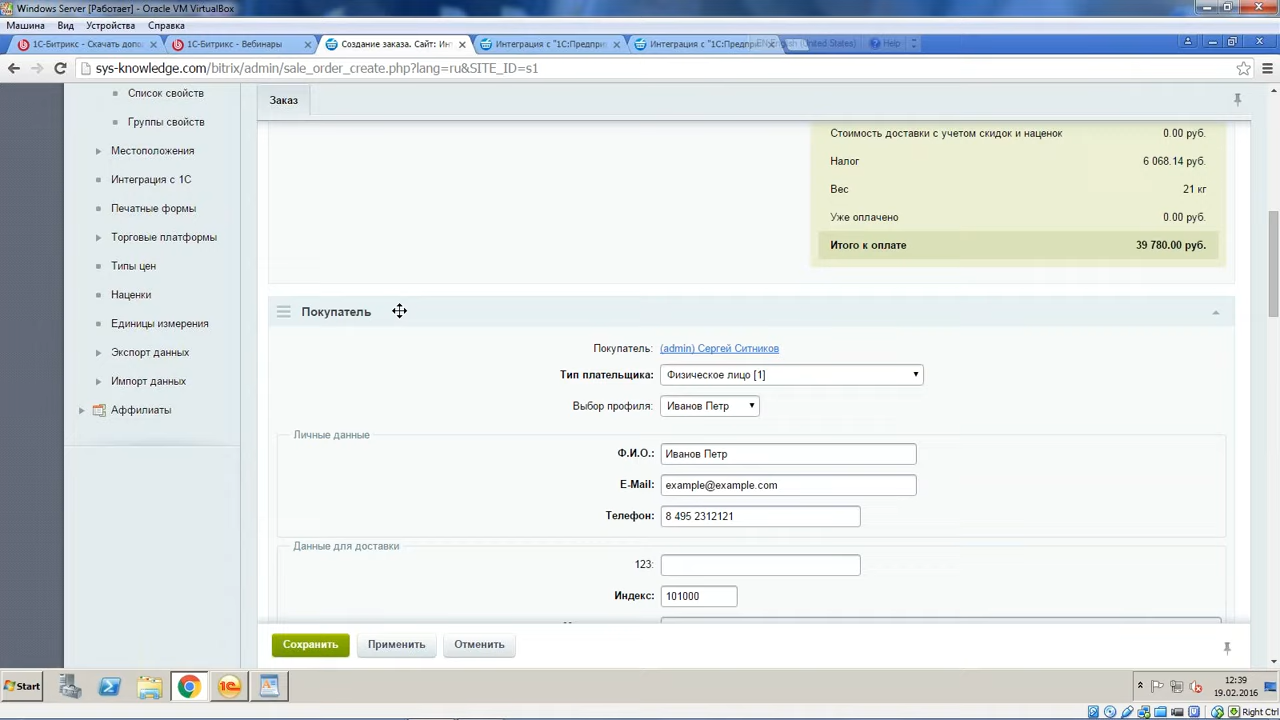 Windows Server [Работает] - Oracle VM VirtualBox
Машина Вид Устройства Справка
1С-Битрикс - Скачать допо
1С-Битрикс - Вебинары
Создание заказа. Сайт: Ин
Интеграция с "1С:Предпри
Интеграция с "1С:Предпр
EN English (United States) Help
sys-knowledge.com/bitrix/admin/sale_order_create.php?lang=ru&SITE_ID=s1
Список свойств
Группы свойств
Местоположения
Интеграция с 1С
Печатные формы
Торговые платформы
Типы цен
Наценки
Единицы измерения
Экспорт данных
Импорт данных
Аффилиаты
Заказ
Стоимость доставки с учетом скидок и наценок 0.00 руб.
Налог 6 068.14 руб.
Вес 21 кг
Уже оплачено 0.00 руб.
Итого к оплате 39 780.00 руб.
Покупатель
Покупатель: (admin) Сергей Ситников
Тип плательщика: Физическое лицо [1]
Выбор профиля: Иванов Петр
Личные данные
Ф.И.О.: Иванов Петр
E-Mail: example@example.com
Телефон: 8 495 2312121
Данные для доставки
123:
Индекс: 101000
Сохранить Применить Отменить
Start
12:39
19.02.2016
Right Ctrl